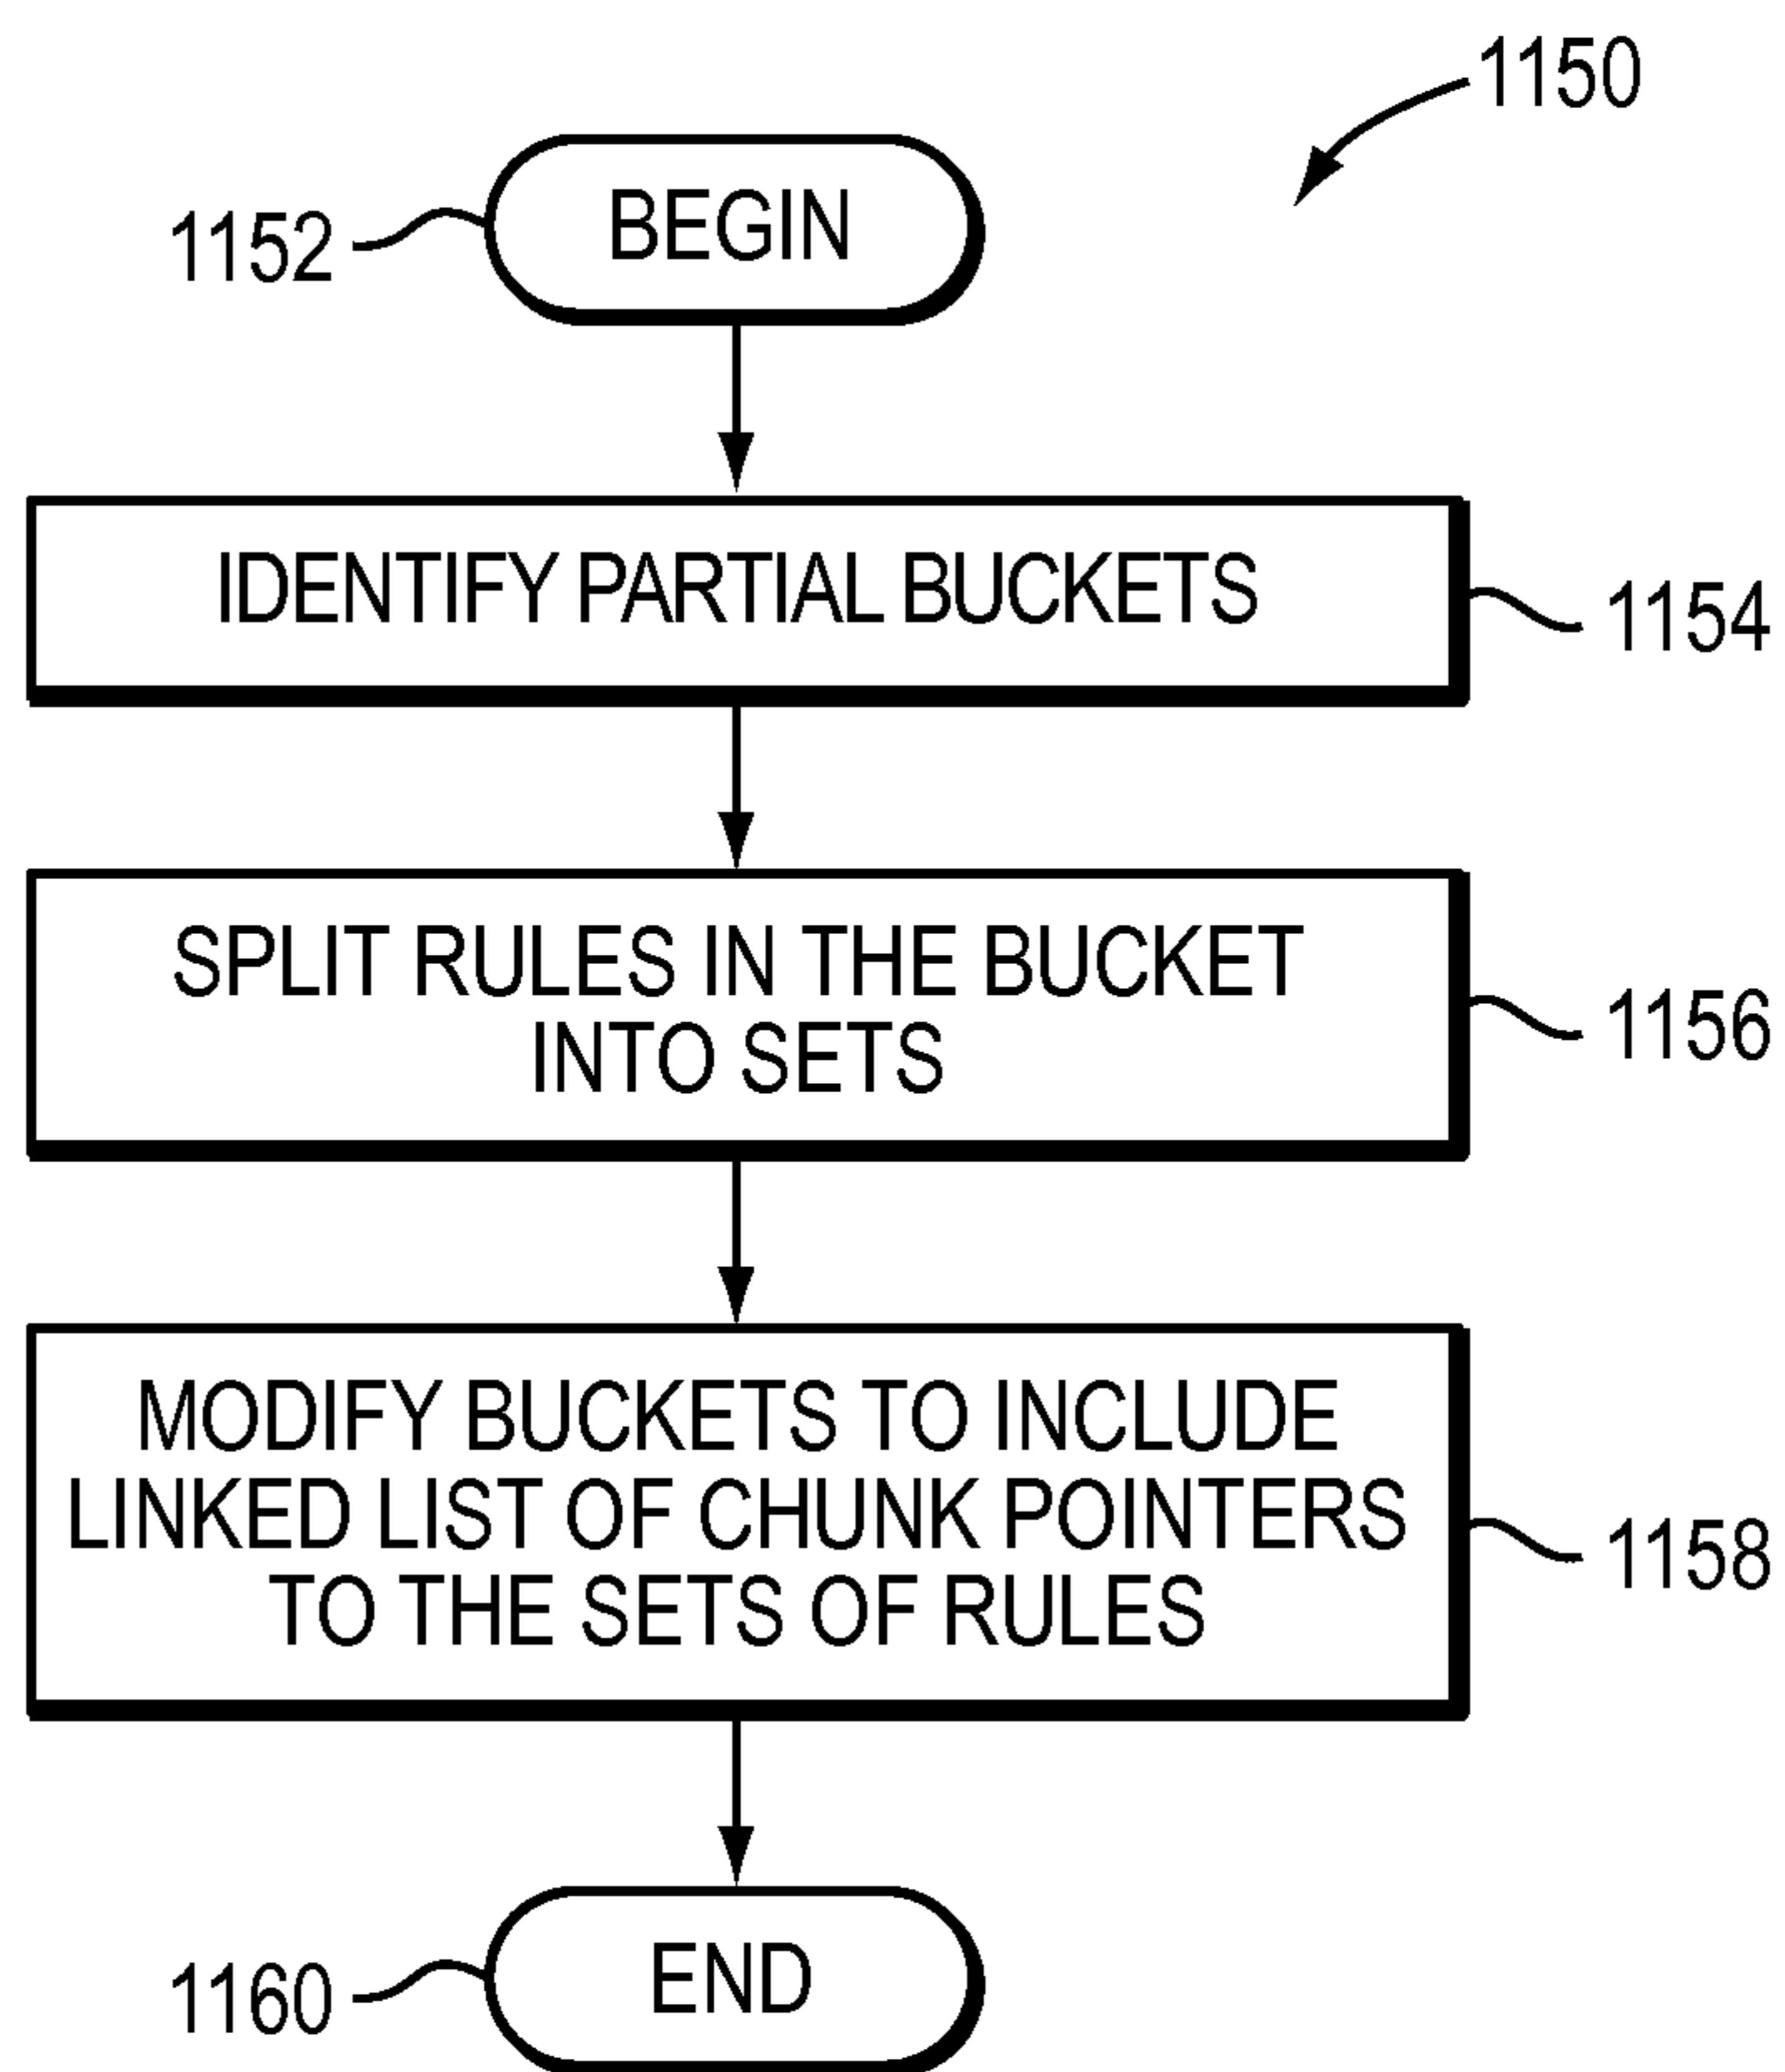 1150
1152
BEGIN
IDENTIFY PARTIAL BUCKETS
1154
SPLIT RULES IN THE BUCKET
INTO SETS
1156
MODIFY BUCKETS TO INCLUDE
LINKED LIST OF CHUNK POINTERS
TO THE SETS OF RULES
1158
END
1160